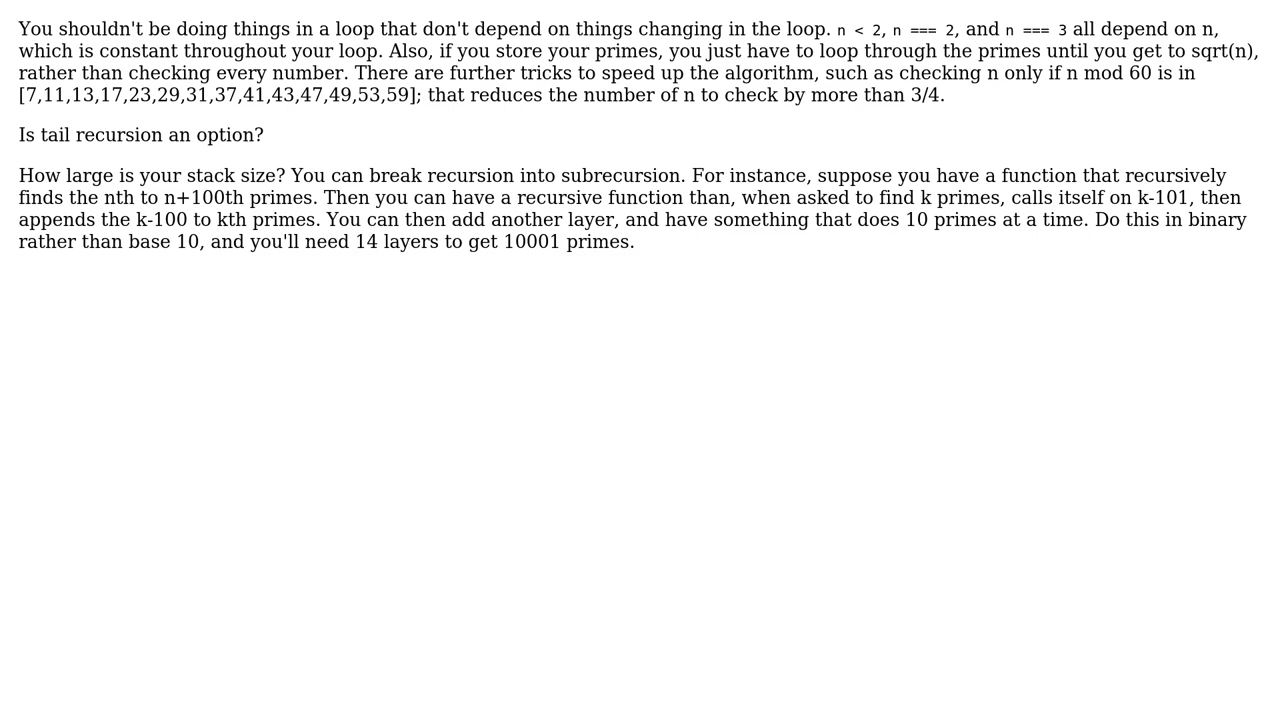 You shouldn't be doing things in a loop that don't depend on things changing in the loop. n < 2, n === 2, and n === 3 all depend on n,
which is constant throughout your loop. Also, if you store your primes, you just have to loop through the primes until you get to sqrt(n),
rather than checking every number. There are further tricks to speed up the algorithm, such as checking n only if n mod 60 is in
[7,11,13,17,23,29,31,37,41,43,47,49,53,59]; that reduces the number of n to check by more than 3/4.
Is tail recursion an option?
How large is your stack size? You can break recursion into subrecursion. For instance, suppose you have a function that recursively
finds the nth to n+100th primes. Then you can have a recursive function than, when asked to find k primes, calls itself on k-101, then
appends the k-100 to kth primes. You can then add another layer, and have something that does 10 primes at a time. Do this in binary
rather than base 10, and you'll need 14 layers to get 10001 primes.